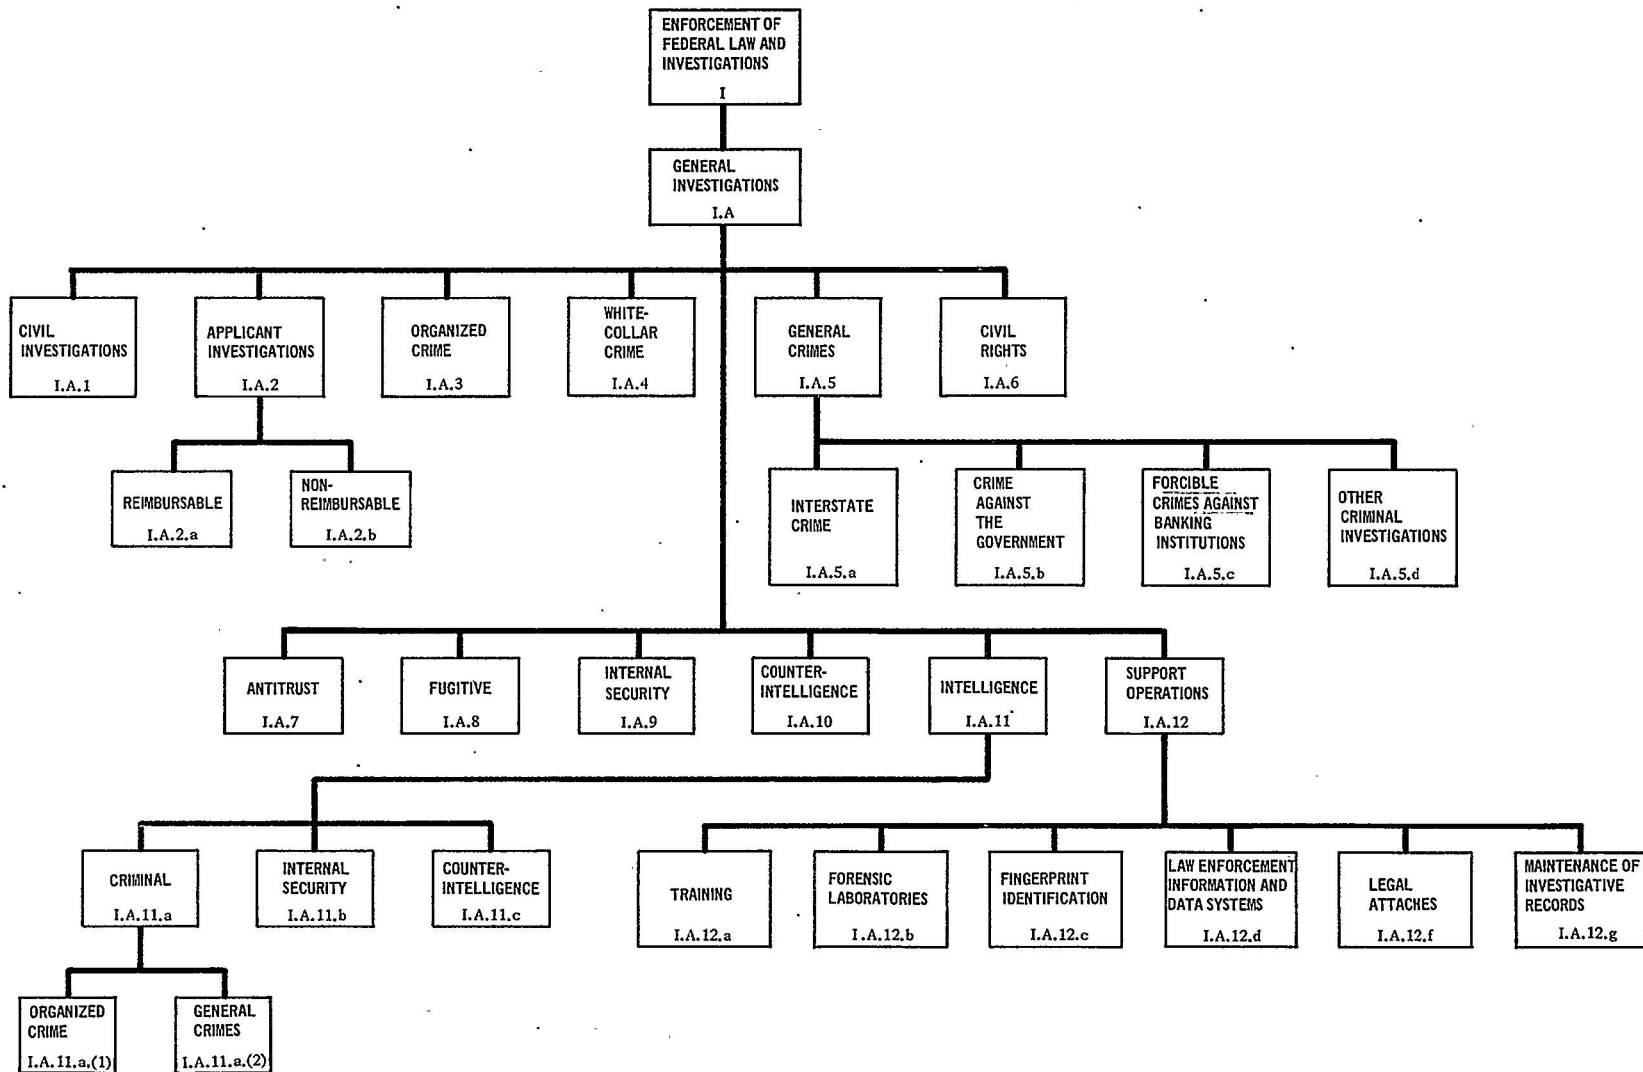 ENFORCEMENT OF
FEDERAL LAW AND
INVESTIGATIONS
I
GENERAL
INVESTIGATIONS
I.A
CIVIL
INVESTIGATIONS
I.A.1
APPLICANT
INVESTIGATIONS
I.A.2
ORGANIZED
CRIME
I.A.3
WHITE-
COLLAR
CRIME
I.A.4
GENERAL
CRIMES
I.A.5
CIVIL
RIGHTS
I.A.6
REIMBURSABLE
I.A.2.a
NON-
REIMBURSABLE
I.A.2.b
INTERSTATE
CRIME
I.A.5.a
CRIME
AGAINST
THE
GOVERNMENT
I.A.5.b
FORCIBLE
CRIMES AGAINST
BANKING
INSTITUTIONS
I.A.5.c
OTHER
CRIMINAL
INVESTIGATIONS
I.A.5.d
ANTITRUST
I.A.7
FUGITIVE
I.A.8
INTERNAL
SECURITY
I.A.9
COUNTER-
INTELLIGENCE
I.A.10
INTELLIGENCE
I.A.11
SUPPORT
OPERATIONS
I.A.12
CRIMINAL
I.A.11.a
INTERNAL
SECURITY
I.A.11.b
COUNTER-
INTELLIGENCE
I.A.11.c
TRAINING
I.A.12.a
FORENSIC
LABORATORIES
I.A.12.b
FINGERPRINT
IDENTIFICATION
I.A.12.c
LAW ENFORCEMENT
INFORMATION AND
DATA SYSTEMS
I.A.12.d
LEGAL
ATTACHES
I.A.12.f
MAINTENANCE OF
INVESTIGATIVE
RECORDS
I.A.12.g
ORGANIZED
CRIME
I.A.11.a.(1)
GENERAL
CRIMES
I.A.11.a.(2)